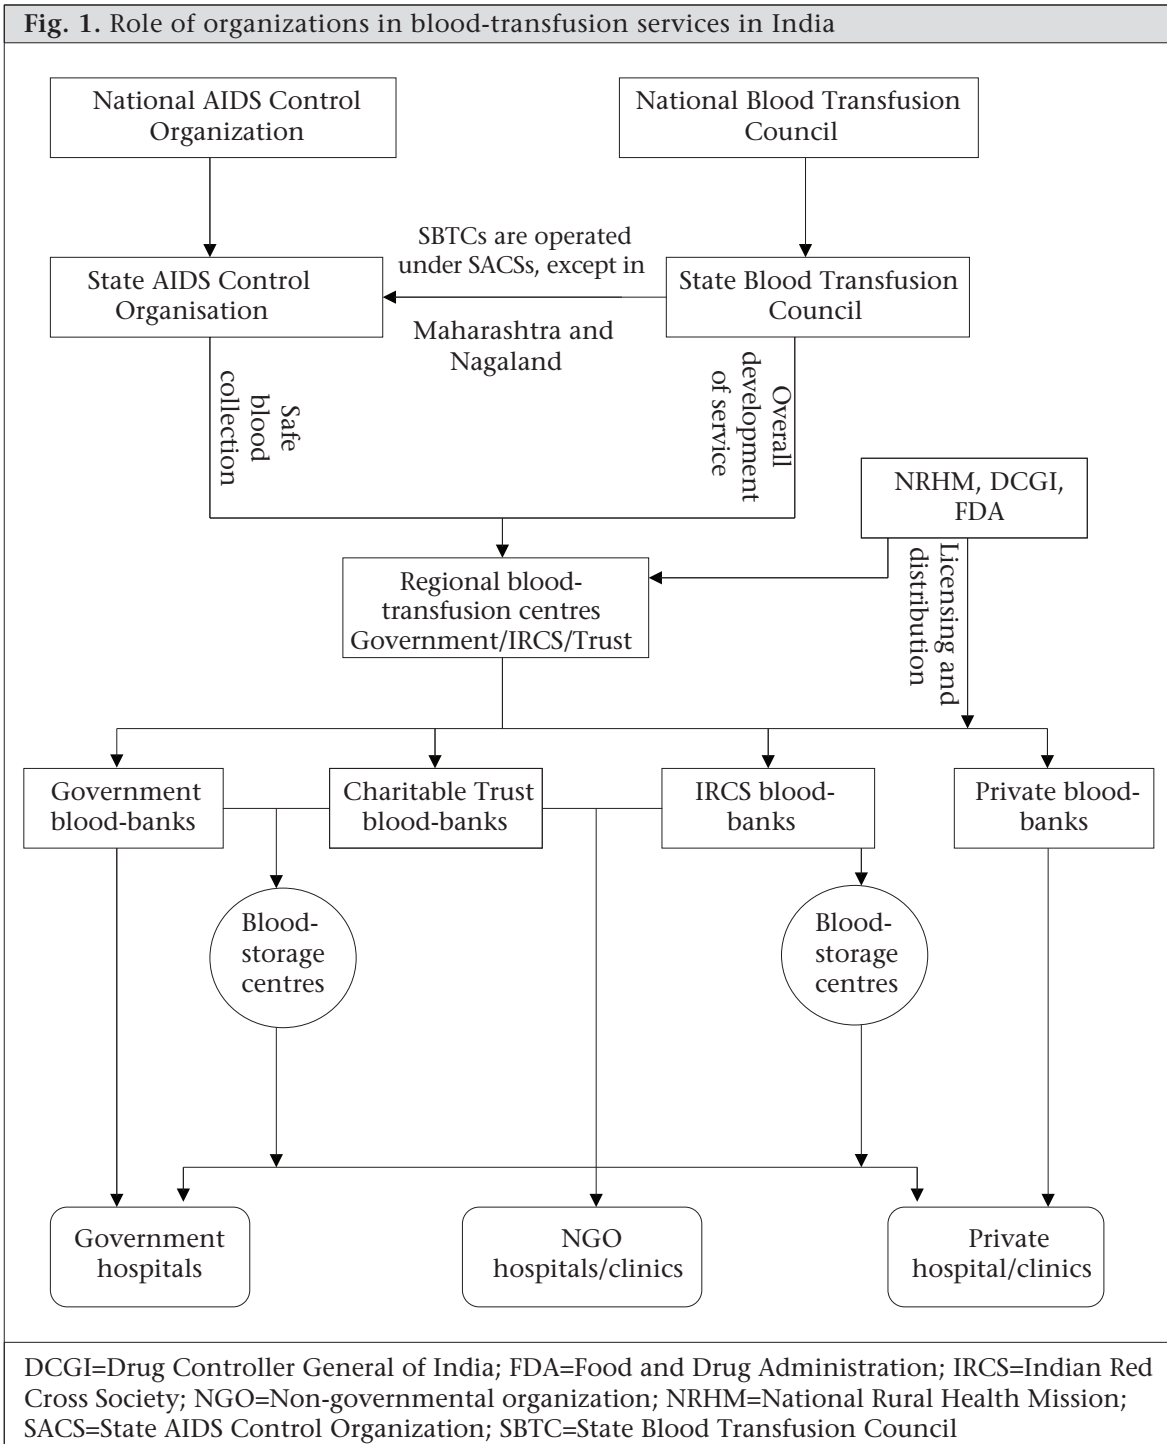 Fig. 1. Role of organizations in blood-transfusion services in India
National AIDS Control
Organization
National Blood Transfusion
Council
SBTCs are operated
under SACSs, except in
Maharashtra and
Nagaland
State AIDS Control
Organisation
State Blood Transfusion
Council
Safe
blood
collection
Overall
development
of service
NRHM, DCGI,
FDA
Licensing and
distribution
Regional blood-
transfusion centres
Government/IRCS/Trust
Government
blood-banks
Charitable Trust
blood-banks
IRCS blood-
banks
Private blood-
banks
Blood-
storage
centres
Blood-
storage
centres
Government
hospitals
NGO
hospitals/clinics
Private
hospital/clinics
DCGI=Drug Controller General of India; FDA=Food and Drug Administration; IRCS=Indian Red
Cross Society; NGO=Non-governmental organization; NRHM=National Rural Health Mission;
SACS=State AIDS Control Organization; SBTC=State Blood Transfusion Council